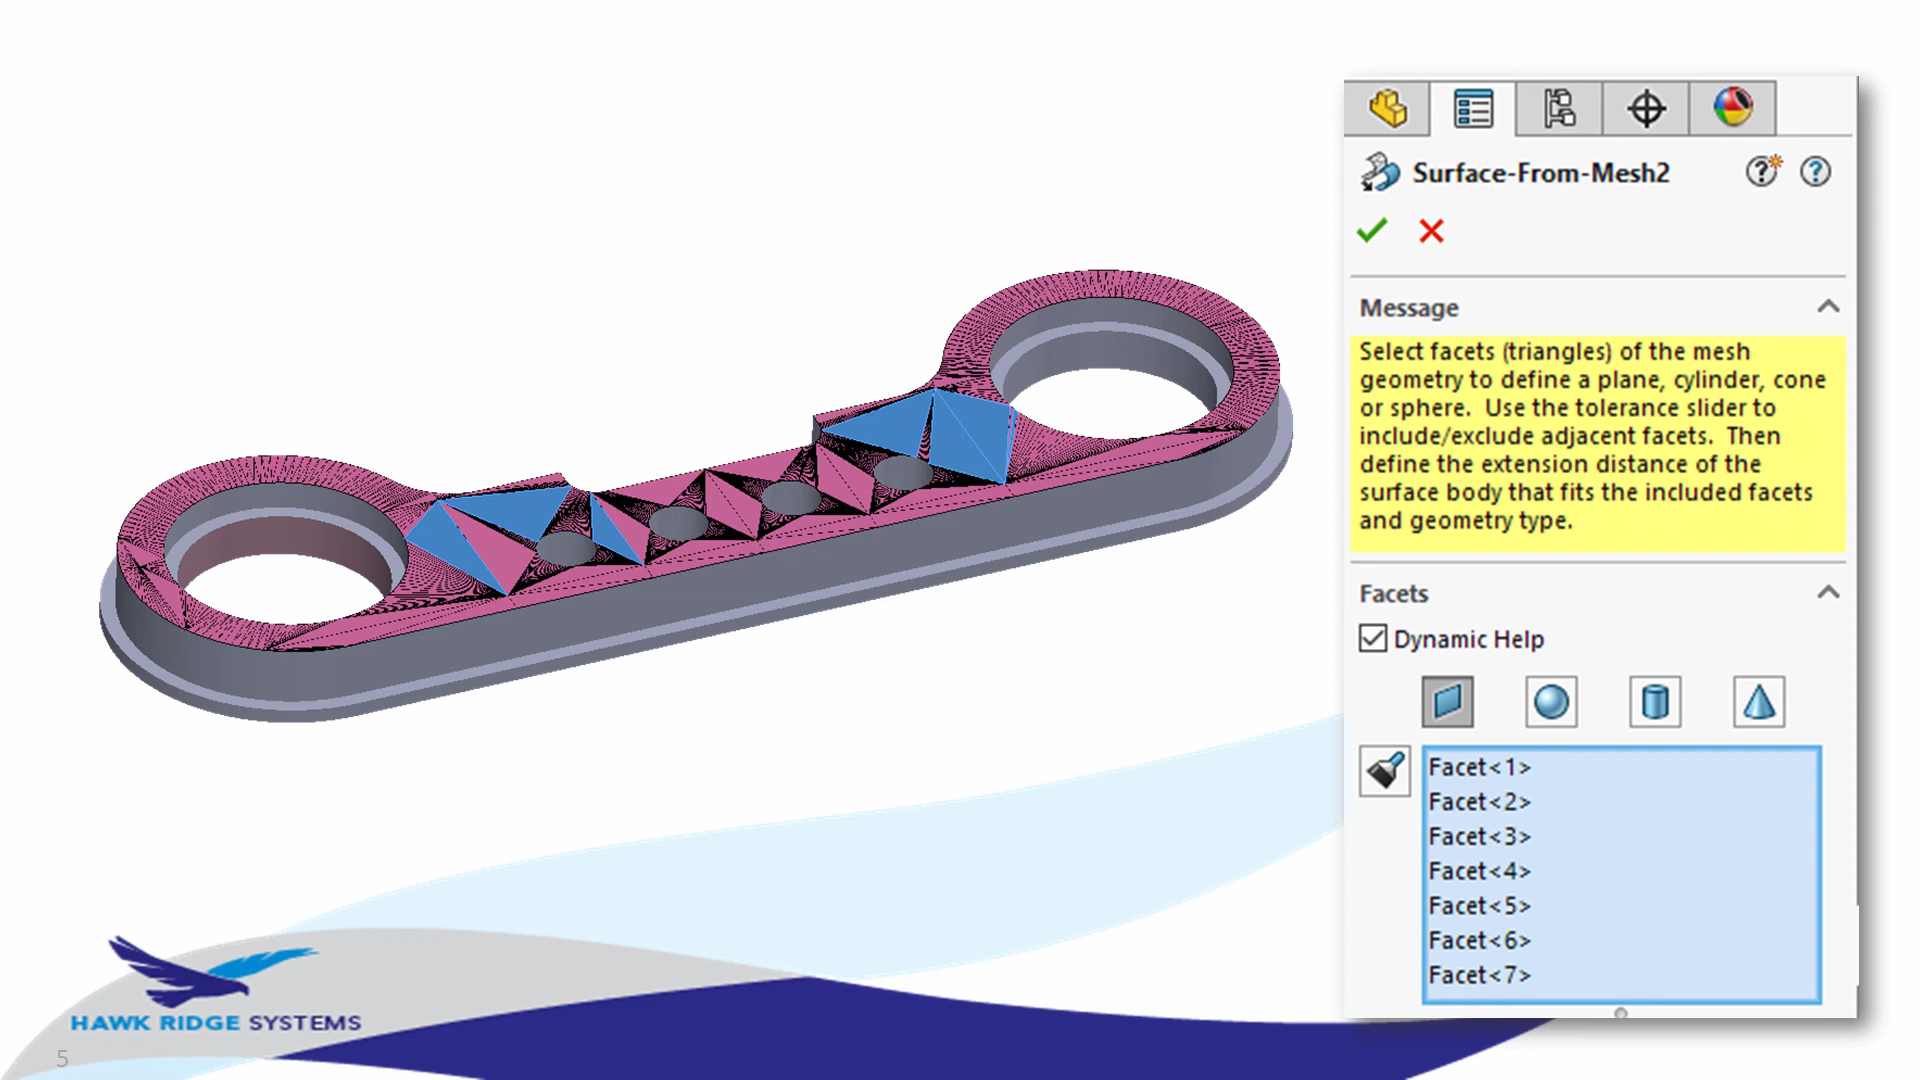 Surface-From-Mesh2
Message
Select facets (triangles) of the mesh
geometry to define a plane, cylinder, cone
or sphere.  Use the tolerance slider to
include/exclude adjacent facets.  Then
define the extension distance of the
surface body that fits the included facets
and geometry type.
Facets
Dynamic Help
Facet<1>
Facet<2>
Facet<3>
Facet<4>
Facet<5>
Facet<6>
Facet<7>
HAWK RIDGE SYSTEMS
5